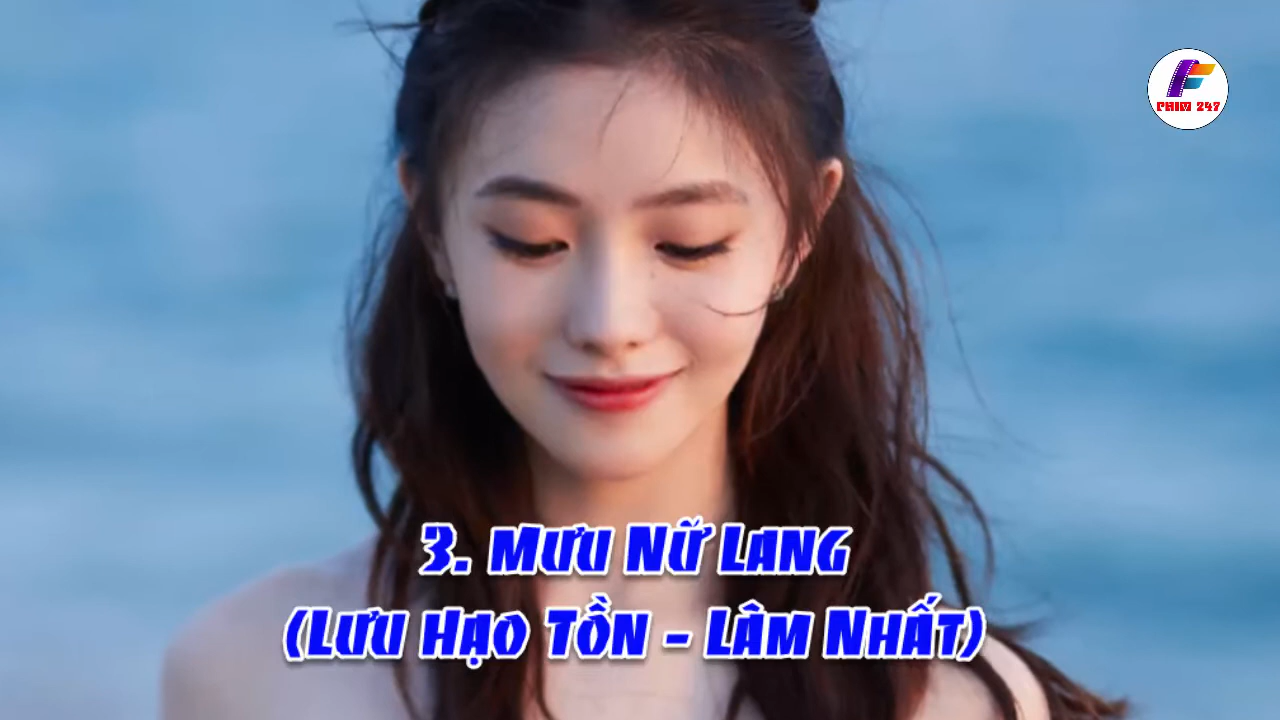 PHIM 247
3. Mưu Nữ Lang
(Lưu Hạo Tồn - Lâm Nhất)